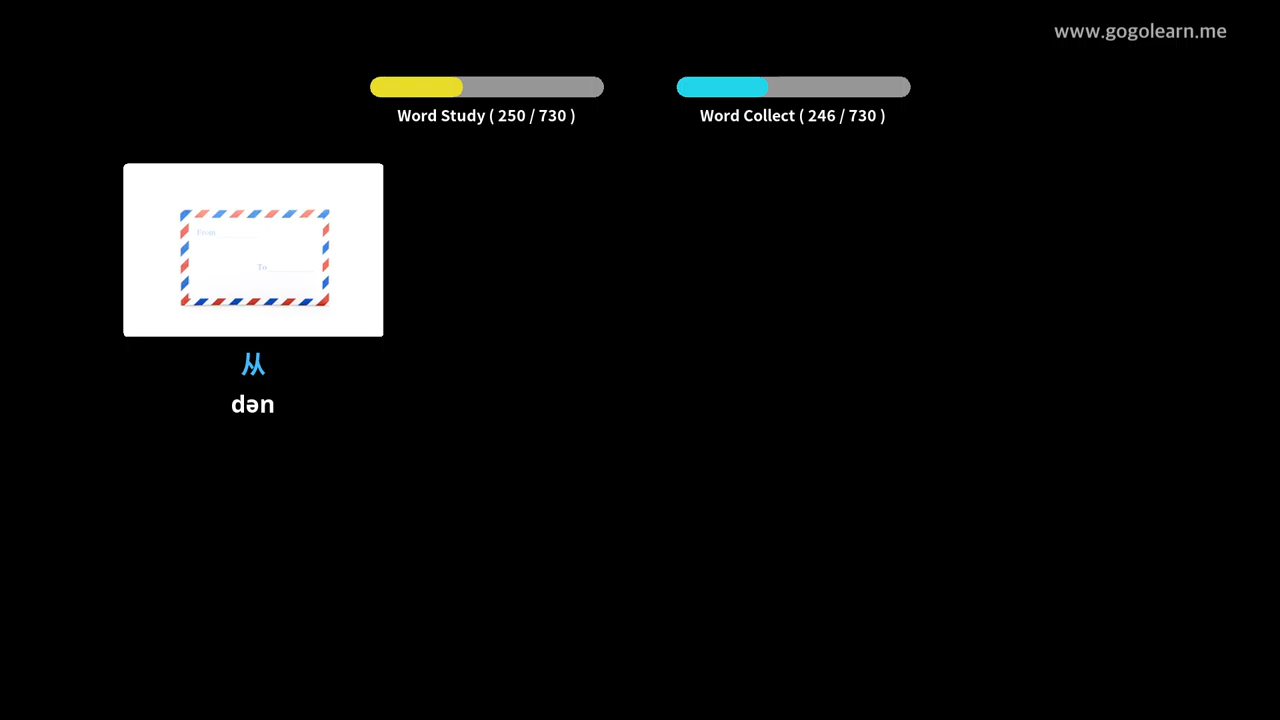 www.gogolearn.me
Word Study ( 250 / 730 )
Word Collect ( 246 / 730 )
From
To
从
dən